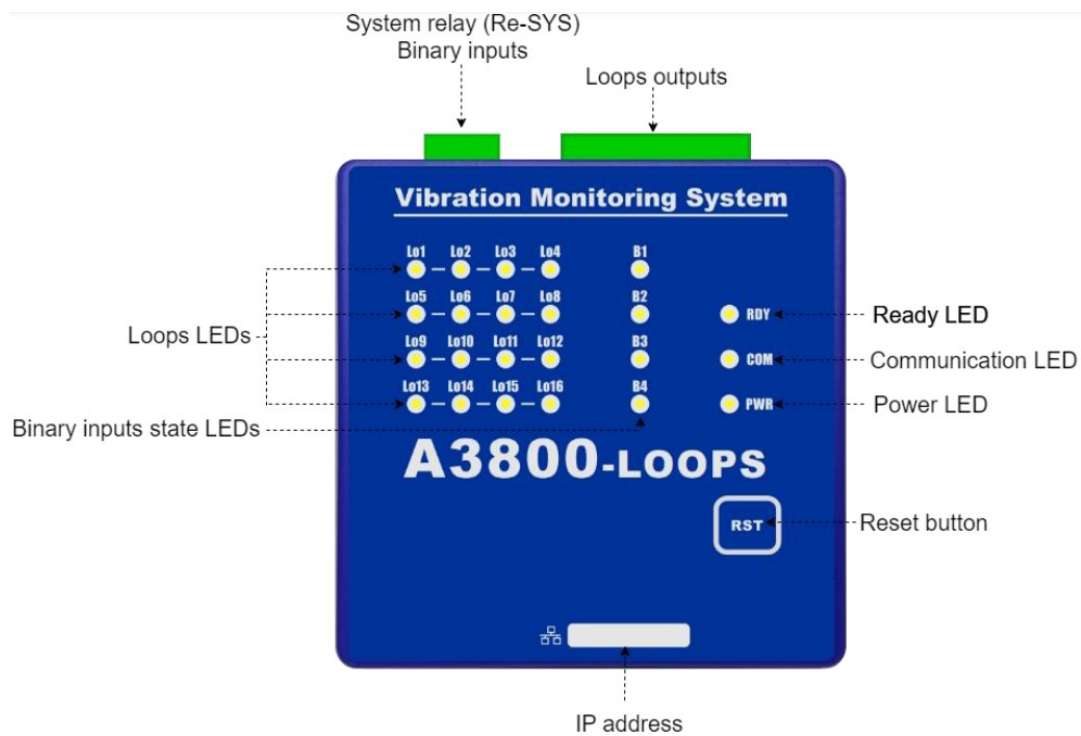 System relay (Re-SYS)
Binary inputs
Loops outputs
Vibration Monitoring System
Lo1 Lo2 Lo3 Lo4 B1
Lo5 Lo6 Lo7 Lo8 B2
RDY Ready LED
Loops LEDs
Lo9 Lo10 Lo11 Lo12 B3
COM Communication LED
Lo13 Lo14 Lo15 Lo16 B4
PWR Power LED
Binary inputs state LEDs
A3800-LOOPS
RST Reset button
IP address